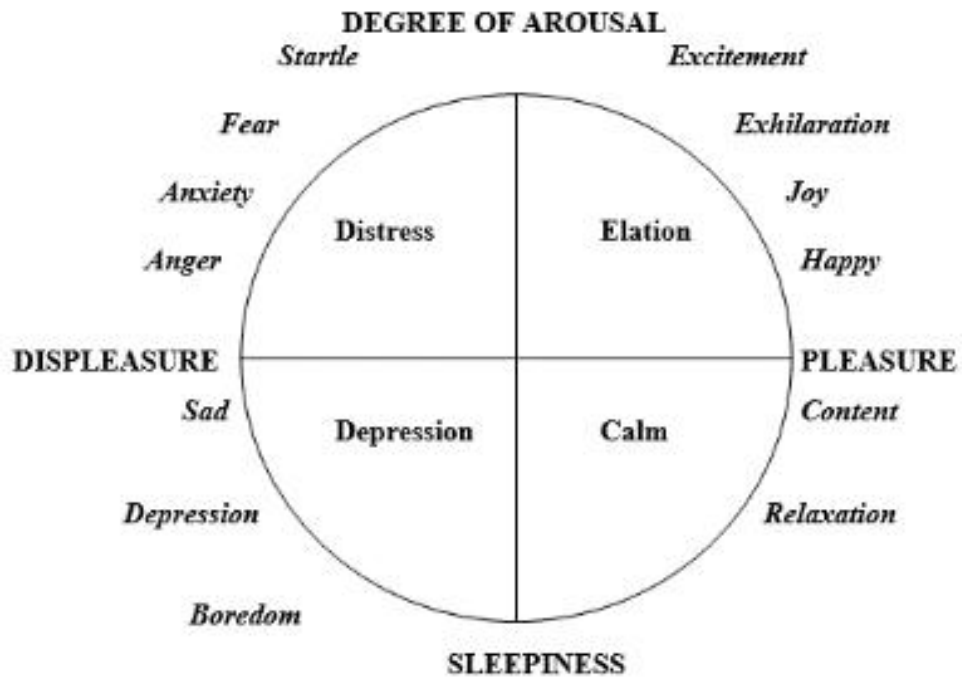 DEGREE OF AROUSAL
Startle Excitement
Fear Exhilaration
Anxiety Joy
Distress Elation
Anger Happy
DISPLEASURE PLEASURE
Sad Content
Depression Calm
Depression Relaxation
Boredom
SLEEPINESS